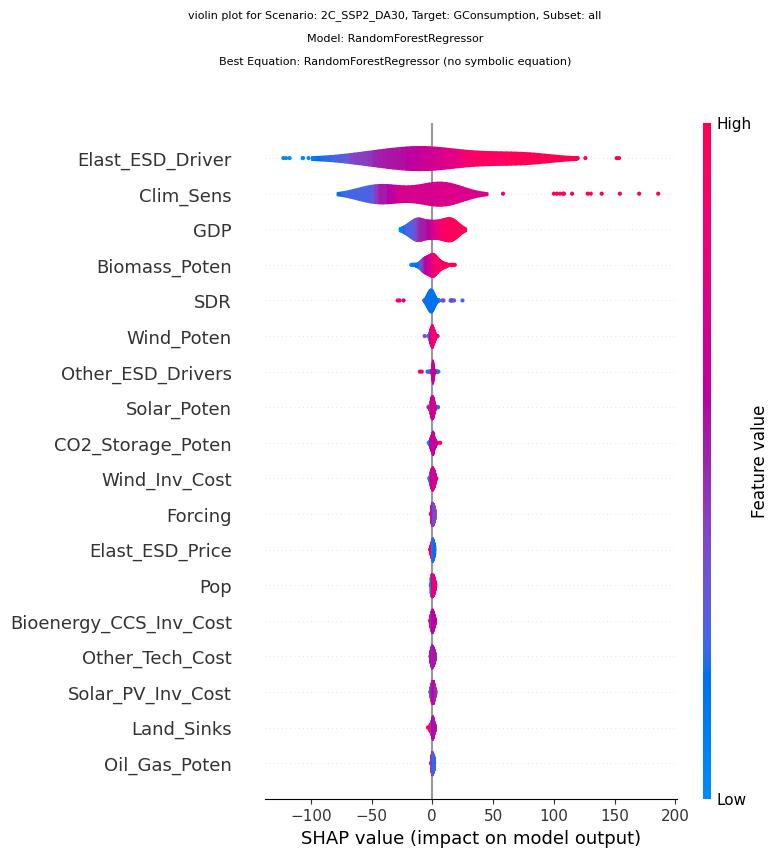 violin plot for Scenario: 2C_SSP2_DA30, Target: GConsumption, Subset: all
Model: RandomForestRegressor
Best Equation: RandomForestRegressor (no symbolic equation)
High
Elast_ESD_Driver
Clim_Sens
GDP
Biomass_Poten
SDR
Wind_Poten
Other_ESD_Drivers
Solar_Poten
CO2_Storage_Poten
Wind_Inv_Cost
Forcing
Elast_ESD_Price
Pop
Bioenergy_CCS_Inv_Cost
Other_Tech_Cost
Solar_PV_Inv_Cost
Land_Sinks
Oil_Gas_Poten
Feature value
Low
−100 −50 0 50 100 150 200
SHAP value (impact on model output)